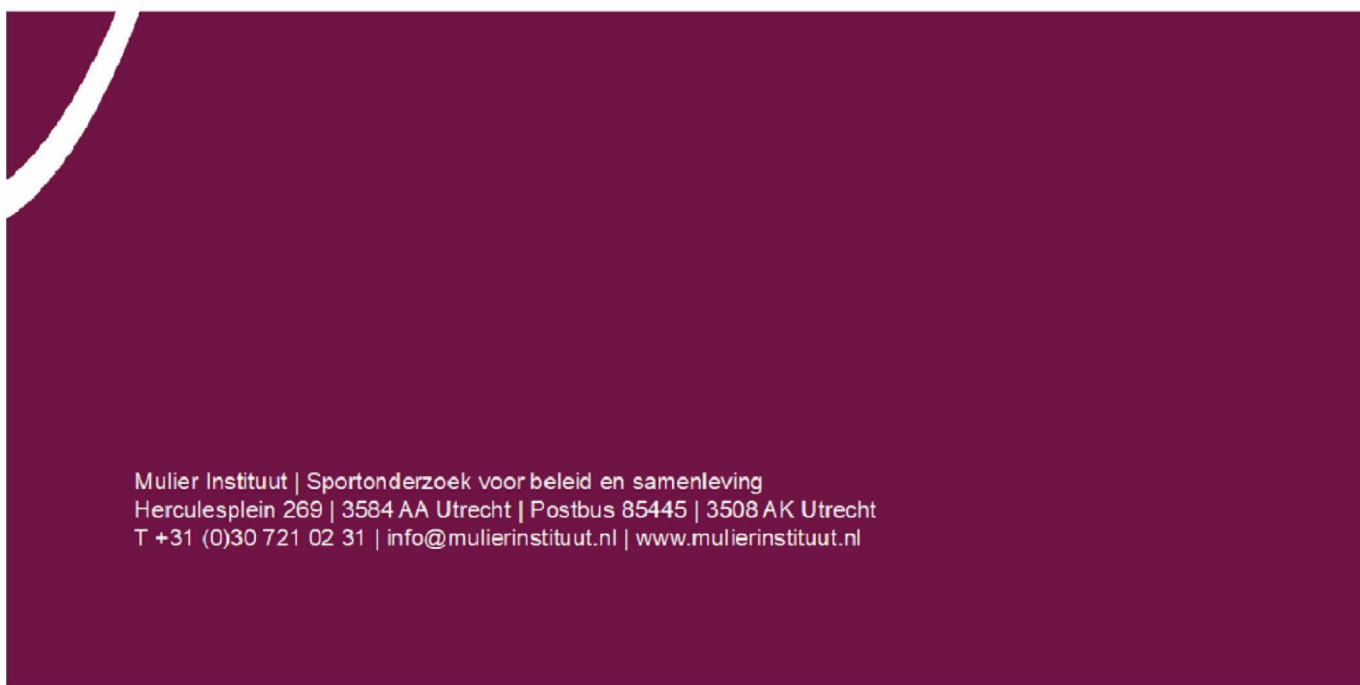 Mulier Instituut | Sportonderzoek voor beleid en samenleving
Herculesplein 269 | 3584 AA Utrecht | Postbus 85445 | 3508 AK Utrecht
T +31 (0)30 721 02 31 | info@mulierinstituut.nl | www.mulierinstituut.nl